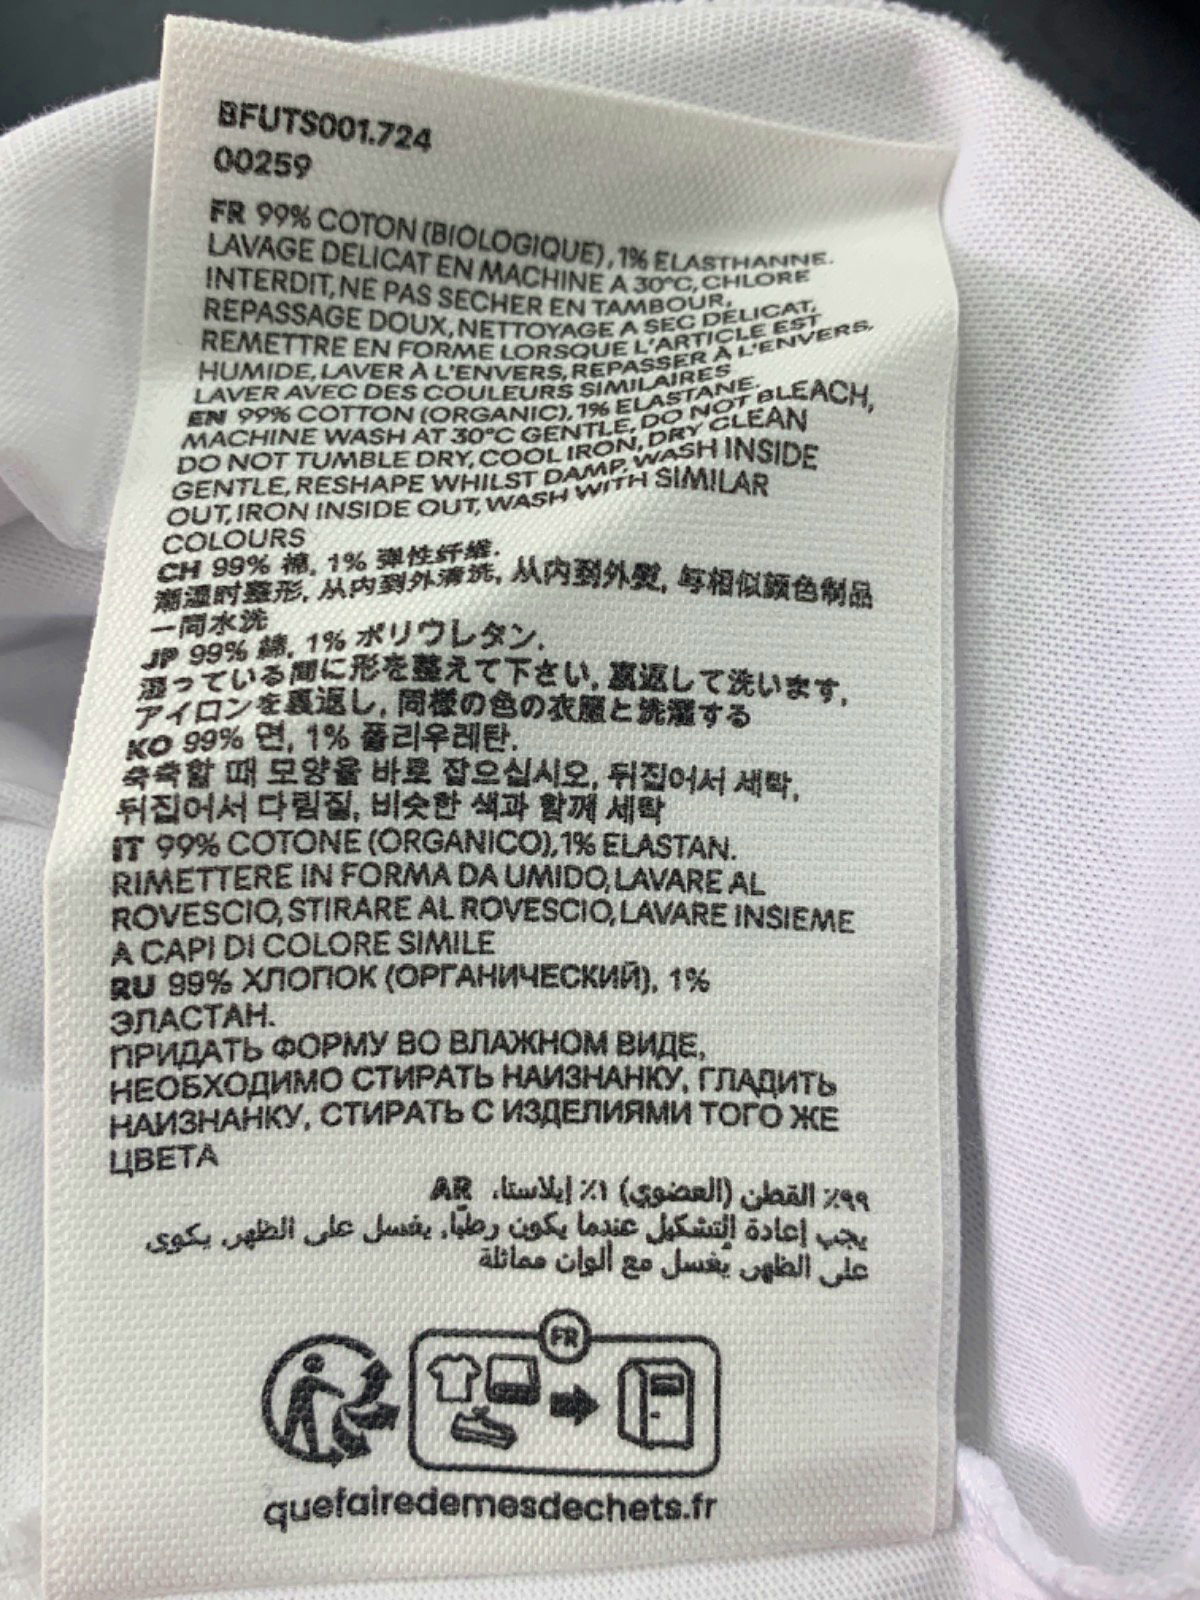 BFUTS001.724
00259
FR 99% COTON (BIOLOGIQUE), 1% ELASTHANNE.
LAVAGE DELICAT EN MACHINE A 30°C, CHLORE
INTERDIT, NE PAS SECHER EN TAMBOUR,
REPASSAGE DOUX, NETTOYAGE A SEC DELICAT,
REMETTRE EN FORME LORSQUE L'ARTICLE EST
HUMIDE, LAVER À L'ENVERS, REPASSER À L'ENVERS,
LAVER AVEC DES COULEURS SIMILAIRES
EN 99% COTTON (ORGANIC), 1% ELASTANE.
MACHINE WASH AT 30°C GENTLE, DO NOT BLEACH,
DO NOT TUMBLE DRY, COOL IRON, DRY CLEAN
GENTLE, RESHAPE WHILST DAMP, WASH INSIDE
OUT, IRON INSIDE OUT, WASH WITH SIMILAR
COLOURS
CH 99% 棉, 1% 弹性纤维.
潮湿时整形, 从内到外清洗, 从内到外熨, 与相似颜色制品
一同水洗
JP 99% 綿, 1% ポリウレタン.
湿っている間に形を整えて下さい, 裏返して洗います,
アイロンを裏返し, 同様の色の衣服と洗濯する
KO 99% 면, 1% 폴리우레탄.
축축할 때 모양을 바로 잡으십시오, 뒤집어서 세탁,
뒤집어서 다림질, 비슷한 색과 함께 세탁
IT 99% COTONE (ORGANICO), 1% ELASTAN.
RIMETTERE IN FORMA DA UMIDO, LAVARE AL
ROVESCIO, STIRARE AL ROVESCIO, LAVARE INSIEME
A CAPI DI COLORE SIMILE
RU 99% ХЛОПОК (ОРГАНИЧЕСКИЙ), 1%
ЭЛАСТАН.
ПРИДАТЬ ФОРМУ ВО ВЛАЖНОМ ВИДЕ,
НЕОБХОДИМО СТИРАТЬ НАИЗНАНКУ, ГЛАДИТЬ
НАИЗНАНКУ, СТИРАТЬ С ИЗДЕЛИЯМИ ТОГО ЖЕ
ЦВЕТА
٩٩٪ القطن (العضوي) ١٪ إيلاستا. AR
يجب إعادة التشكيل عندما يكون رطبًا, يغسل على الظهر, يكوى
على الظهر, يُغسل مع ألوان مماثلة
FR
quefairedemesdechets.fr